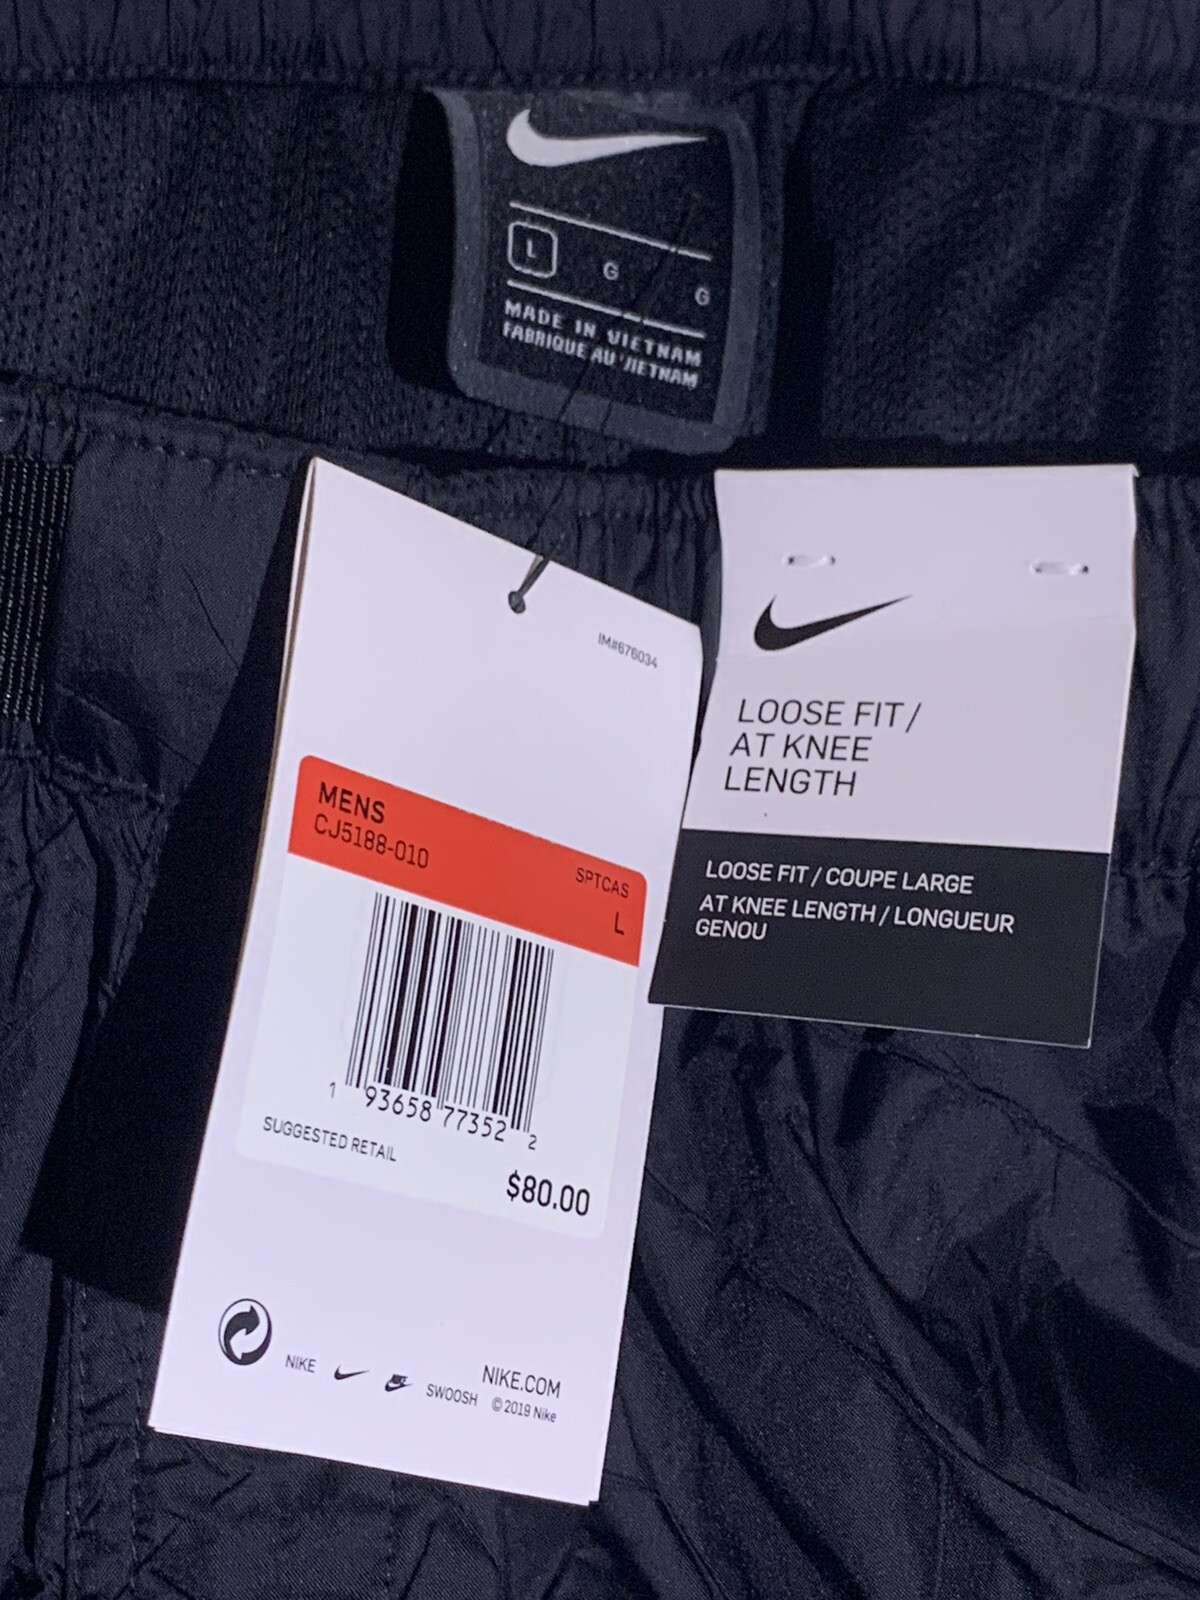 L G G
MADE IN VIETNAM
FABRIQUE AU VIETNAM
IM#676034
MENS
CJ5188-010
SPTCAS
L
1 93658 77352 2
SUGGESTED RETAIL
$80.00
NIKE SWOOSH
NIKE.COM
©2019 Nike
LOOSE FIT/
AT KNEE
LENGTH
LOOSE FIT / COUPE LARGE
AT KNEE LENGTH / LONGUEUR
GENOU